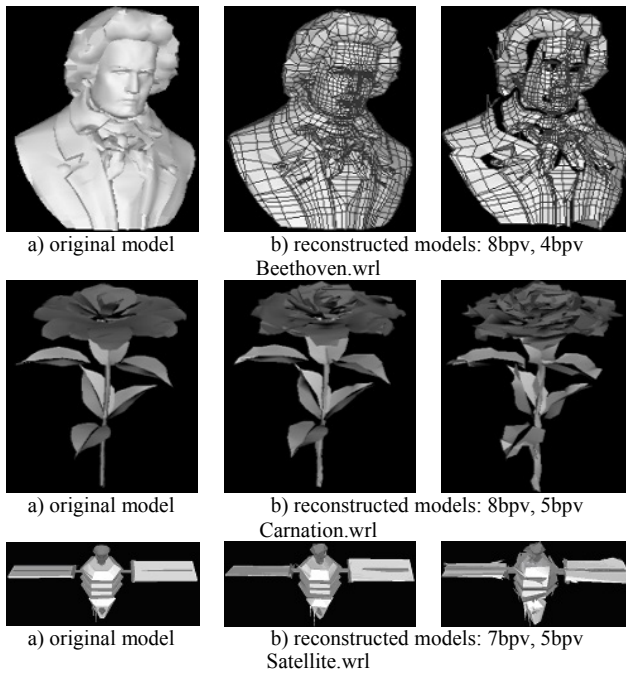 a) original model b) reconstructed models: 8bpv, 4bpv
Beethoven.wrl
a) original model b) reconstructed models: 8bpv, 5bpv
Carnation.wrl
a) original model b) reconstructed models: 7bpv, 5bpv
Satellite.wrl